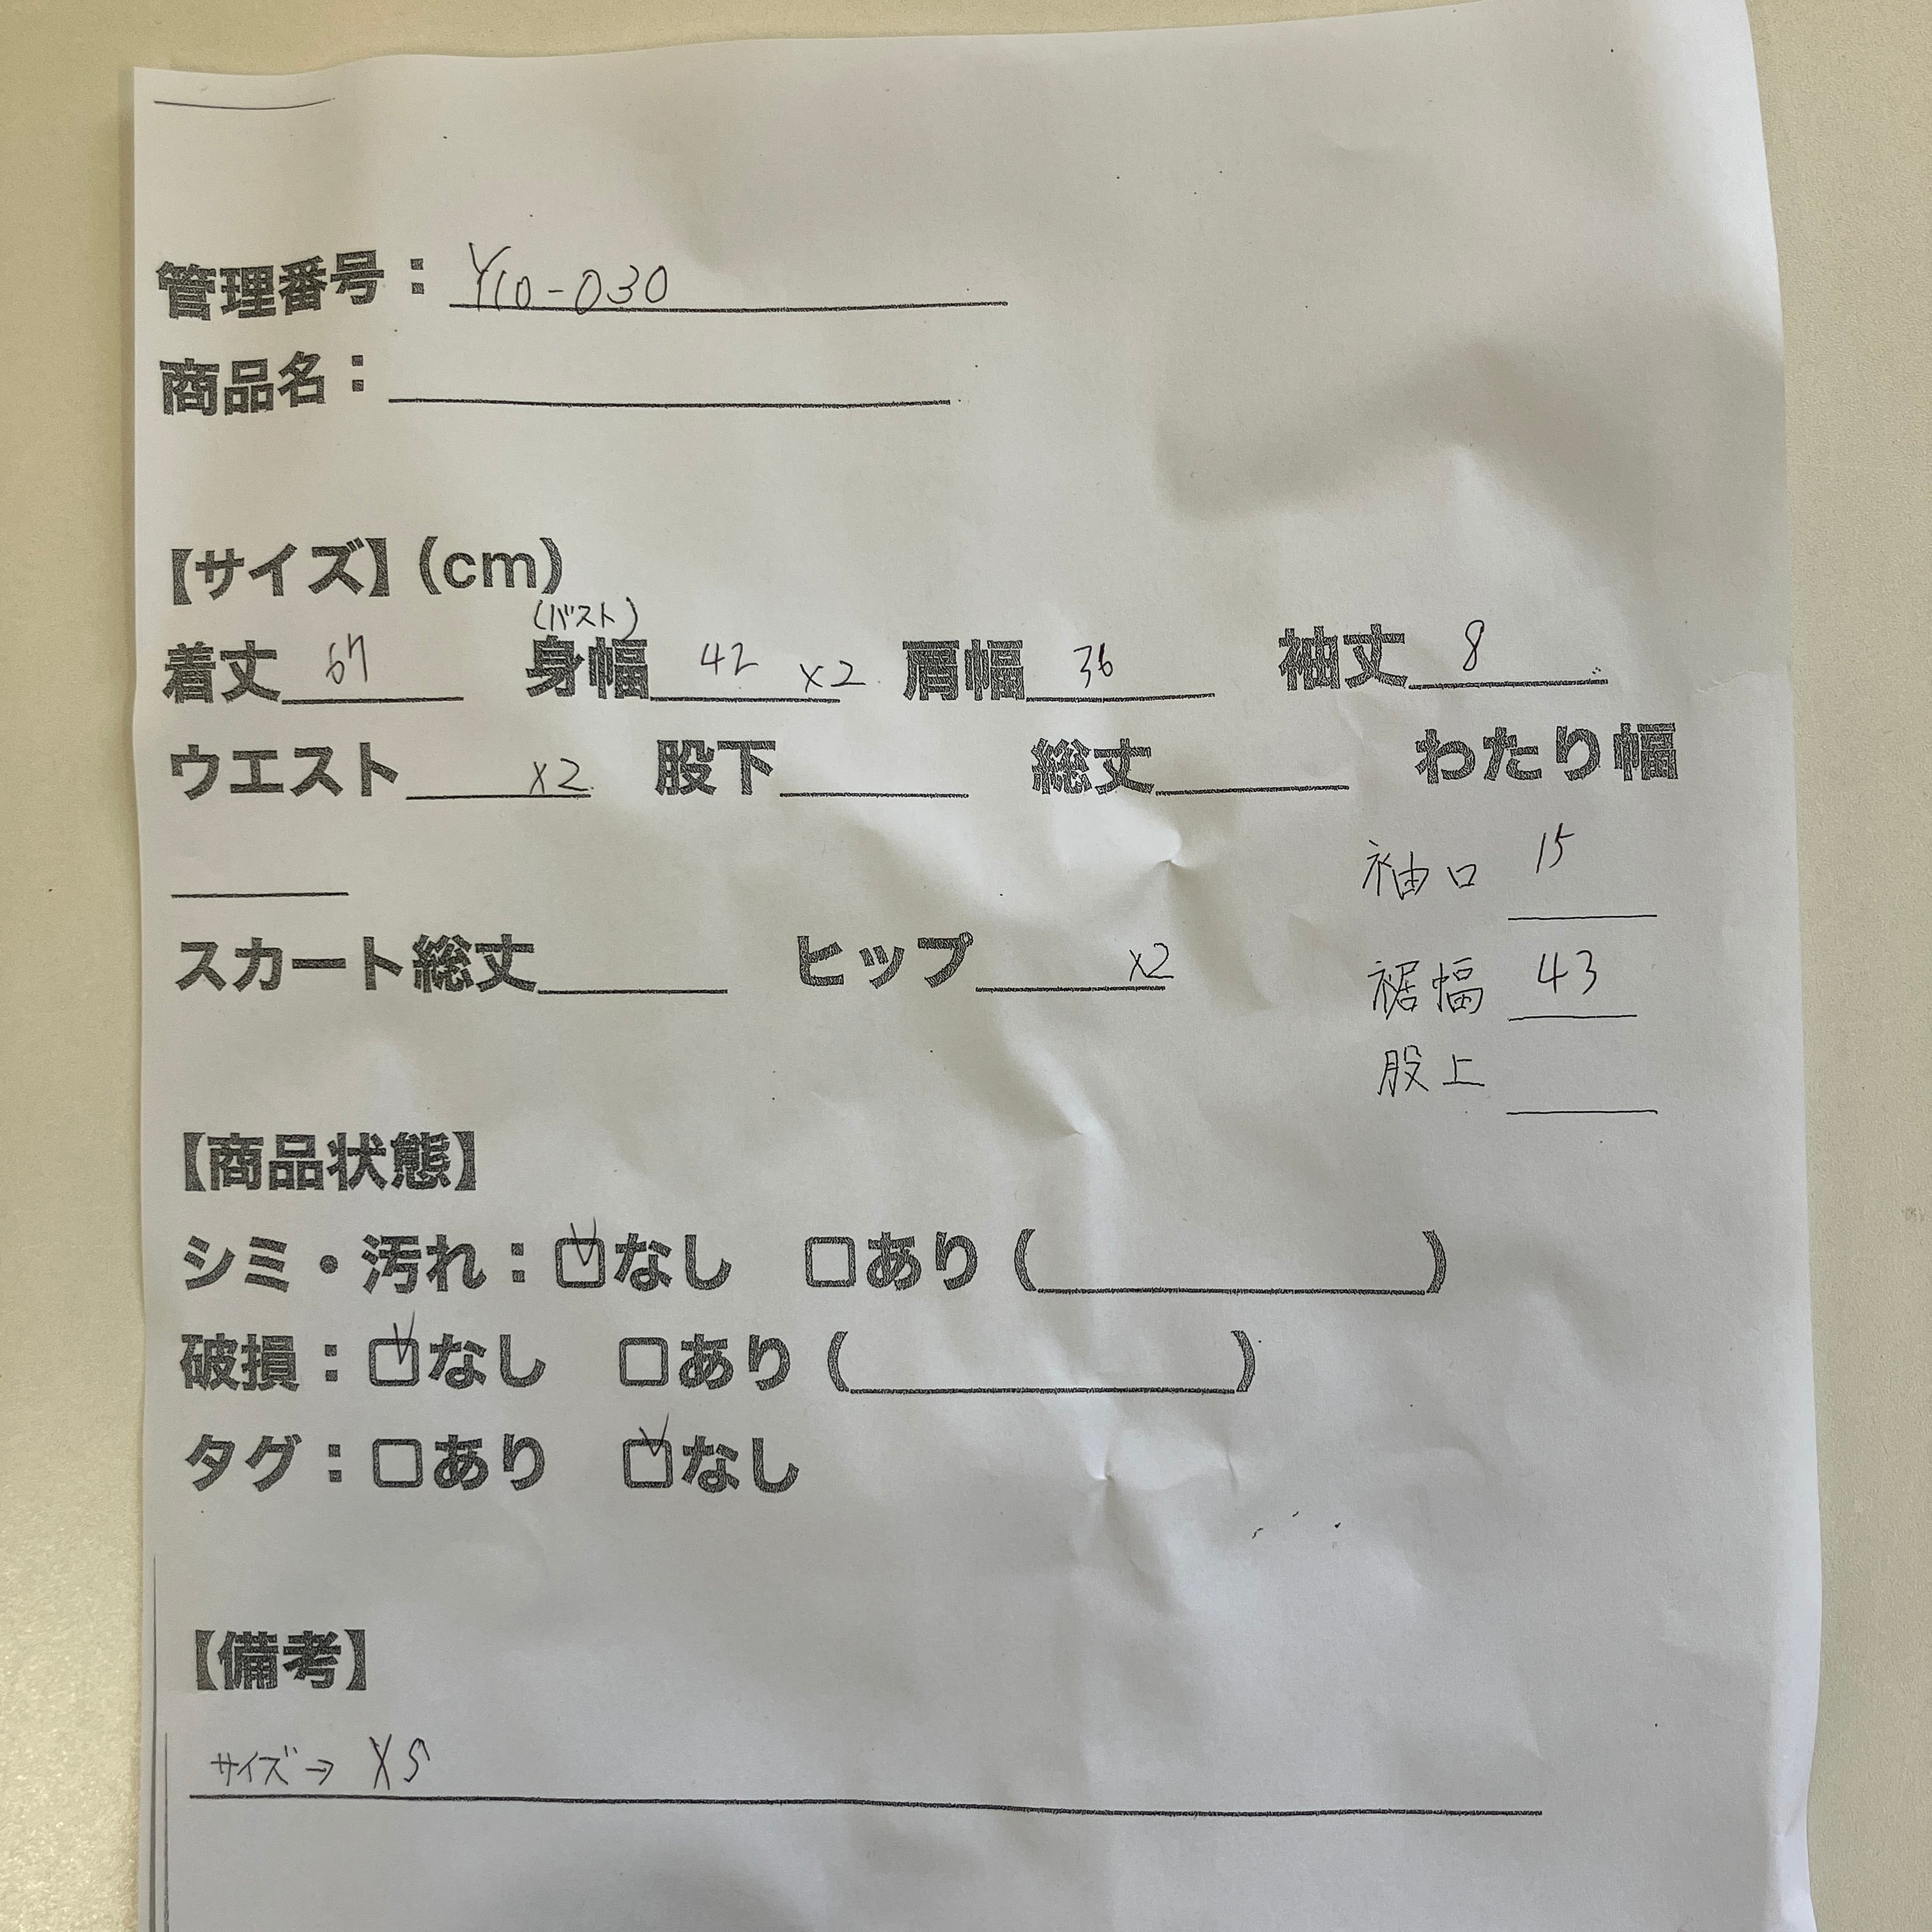 管理番号：Y10-030
商品名：
【サイズ】(cm)
(バスト)
着丈 67 身幅 42 x2 肩幅 36 袖丈 8
ウエスト x2 股下 総丈 わたり幅
袖口 15
スカート総丈 ヒップ x2
裾幅 43
股上
【商品状態】
シミ・汚れ：☑なし □あり ( )
破損：☑なし □あり ( )
タグ：□あり ☑なし
【備考】
サイズ→ XS